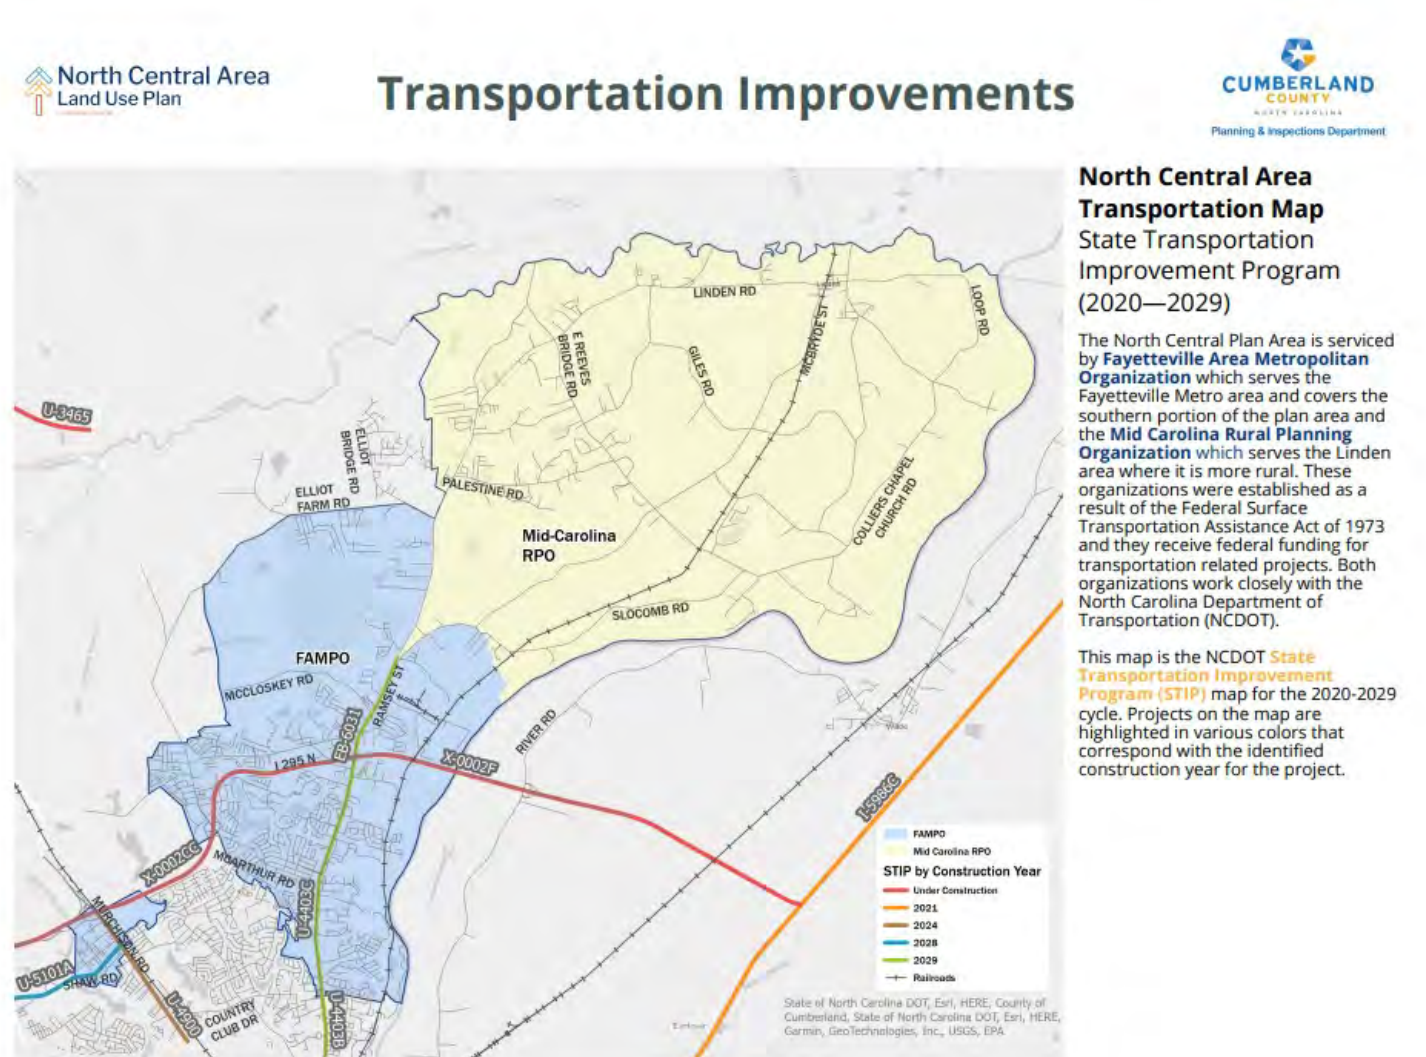 North Central Area
Land Use Plan
Transportation Improvements
CUMBERLAND
COUNTY
NORTH CAROLINA
Planning & Inspections Department
North Central Area
Transportation Map
State Transportation
Improvement Program
(2020—2029)
The North Central Plan Area is serviced
by Fayetteville Area Metropolitan
Organization which serves the
Fayetteville Metro area and covers the
southern portion of the plan area and
the Mid Carolina Rural Planning
Organization which serves the Linden
area where it is more rural. These
organizations were established as a
result of the Federal Surface
Transportation Assistance Act of 1973
and they receive federal funding for
transportation related projects. Both
organizations work closely with the
North Carolina Department of
Transportation (NCDOT).
This map is the NCDOT State
Transportation Improvement
Program (STIP) map for the 2020-2029
cycle. Projects on the map are
highlighted in various colors that
correspond with the identified
construction year for the project.
LINDEN RD
Linden
LOOP RD
E REEVES
BRIDGE RD
GILES RD
MCBRYDE ST
U-3465
ELLIOT
BRIDGE RD
ELLIOT
FARM RD
PALESTINE RD
COLLIERS CHAPEL
CHURCH RD
Mid-Carolina
RPO
SLOCOMB RD
FAMPO
MCCLOSKEY RD
RAMSEY ST
EB-6031
RIVER RD
Wade
I 295 N
X-0002F
I-5986C
X-0002CC
MCARTHUR RD
U-4403C
MURCHISON RD
U-5101A
SHAW RD
U-4900
COUNTRY
CLUB DR
U-4403B
FAMPO
Mid Carolina RPO
STIP by Construction Year
Under Construction
2021
2024
2028
2029
Railroads
State of North Carolina DOT, Esri, HERE, County of
Cumberland, State of North Carolina DOT, Esri, HERE,
Garmin, GeoTechnologies, Inc., USGS, EPA